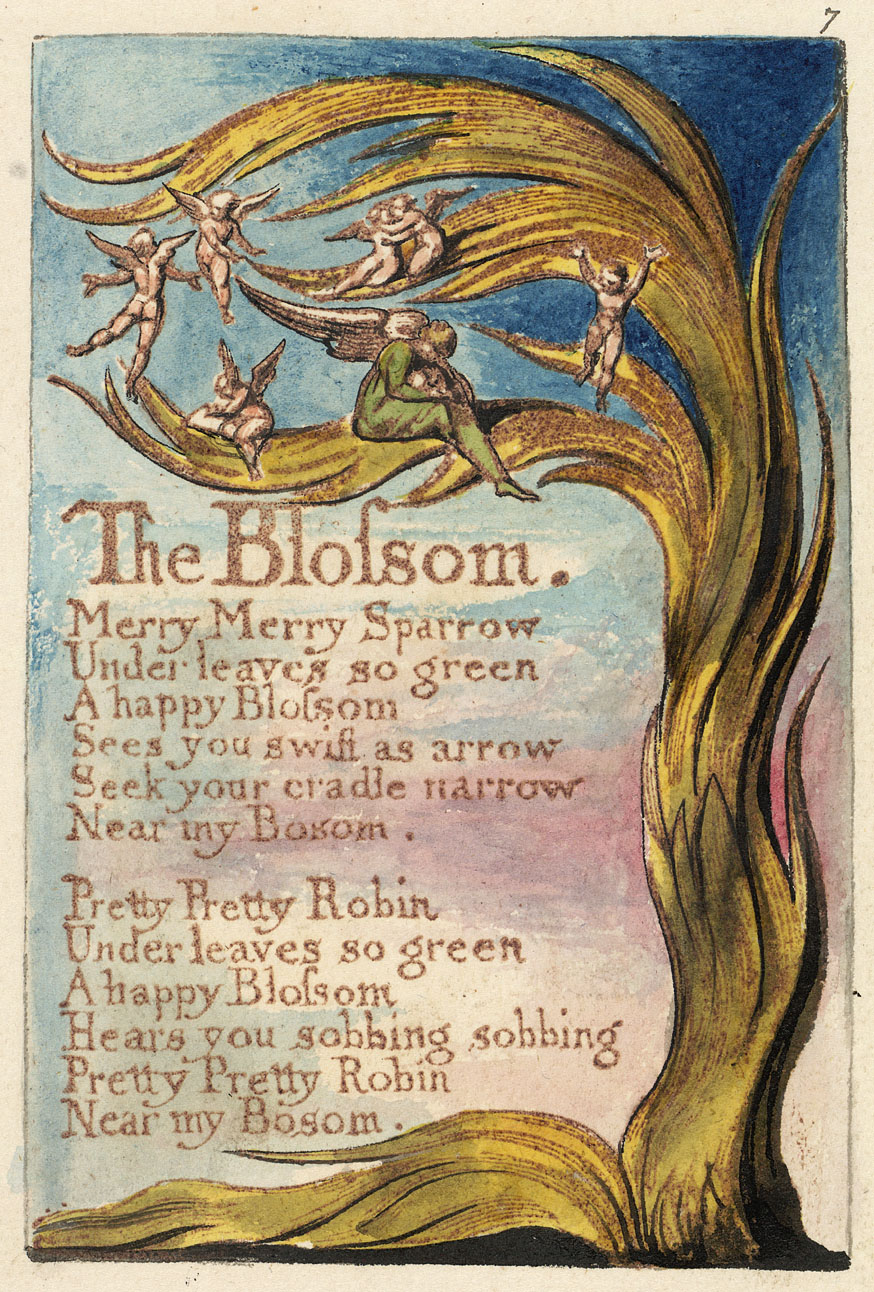 7
The Bloſsom.
Merry Merry Sparrow
Under leaves so green
A happy Bloſsom
Sees you swift as arrow
Seek your cradle narrow
Near my Bosom.
Pretty Pretty Robin
Under leaves so green
A happy Bloſsom
Hears you sobbing sobbing
Pretty Pretty Robin
Near my Bosom.